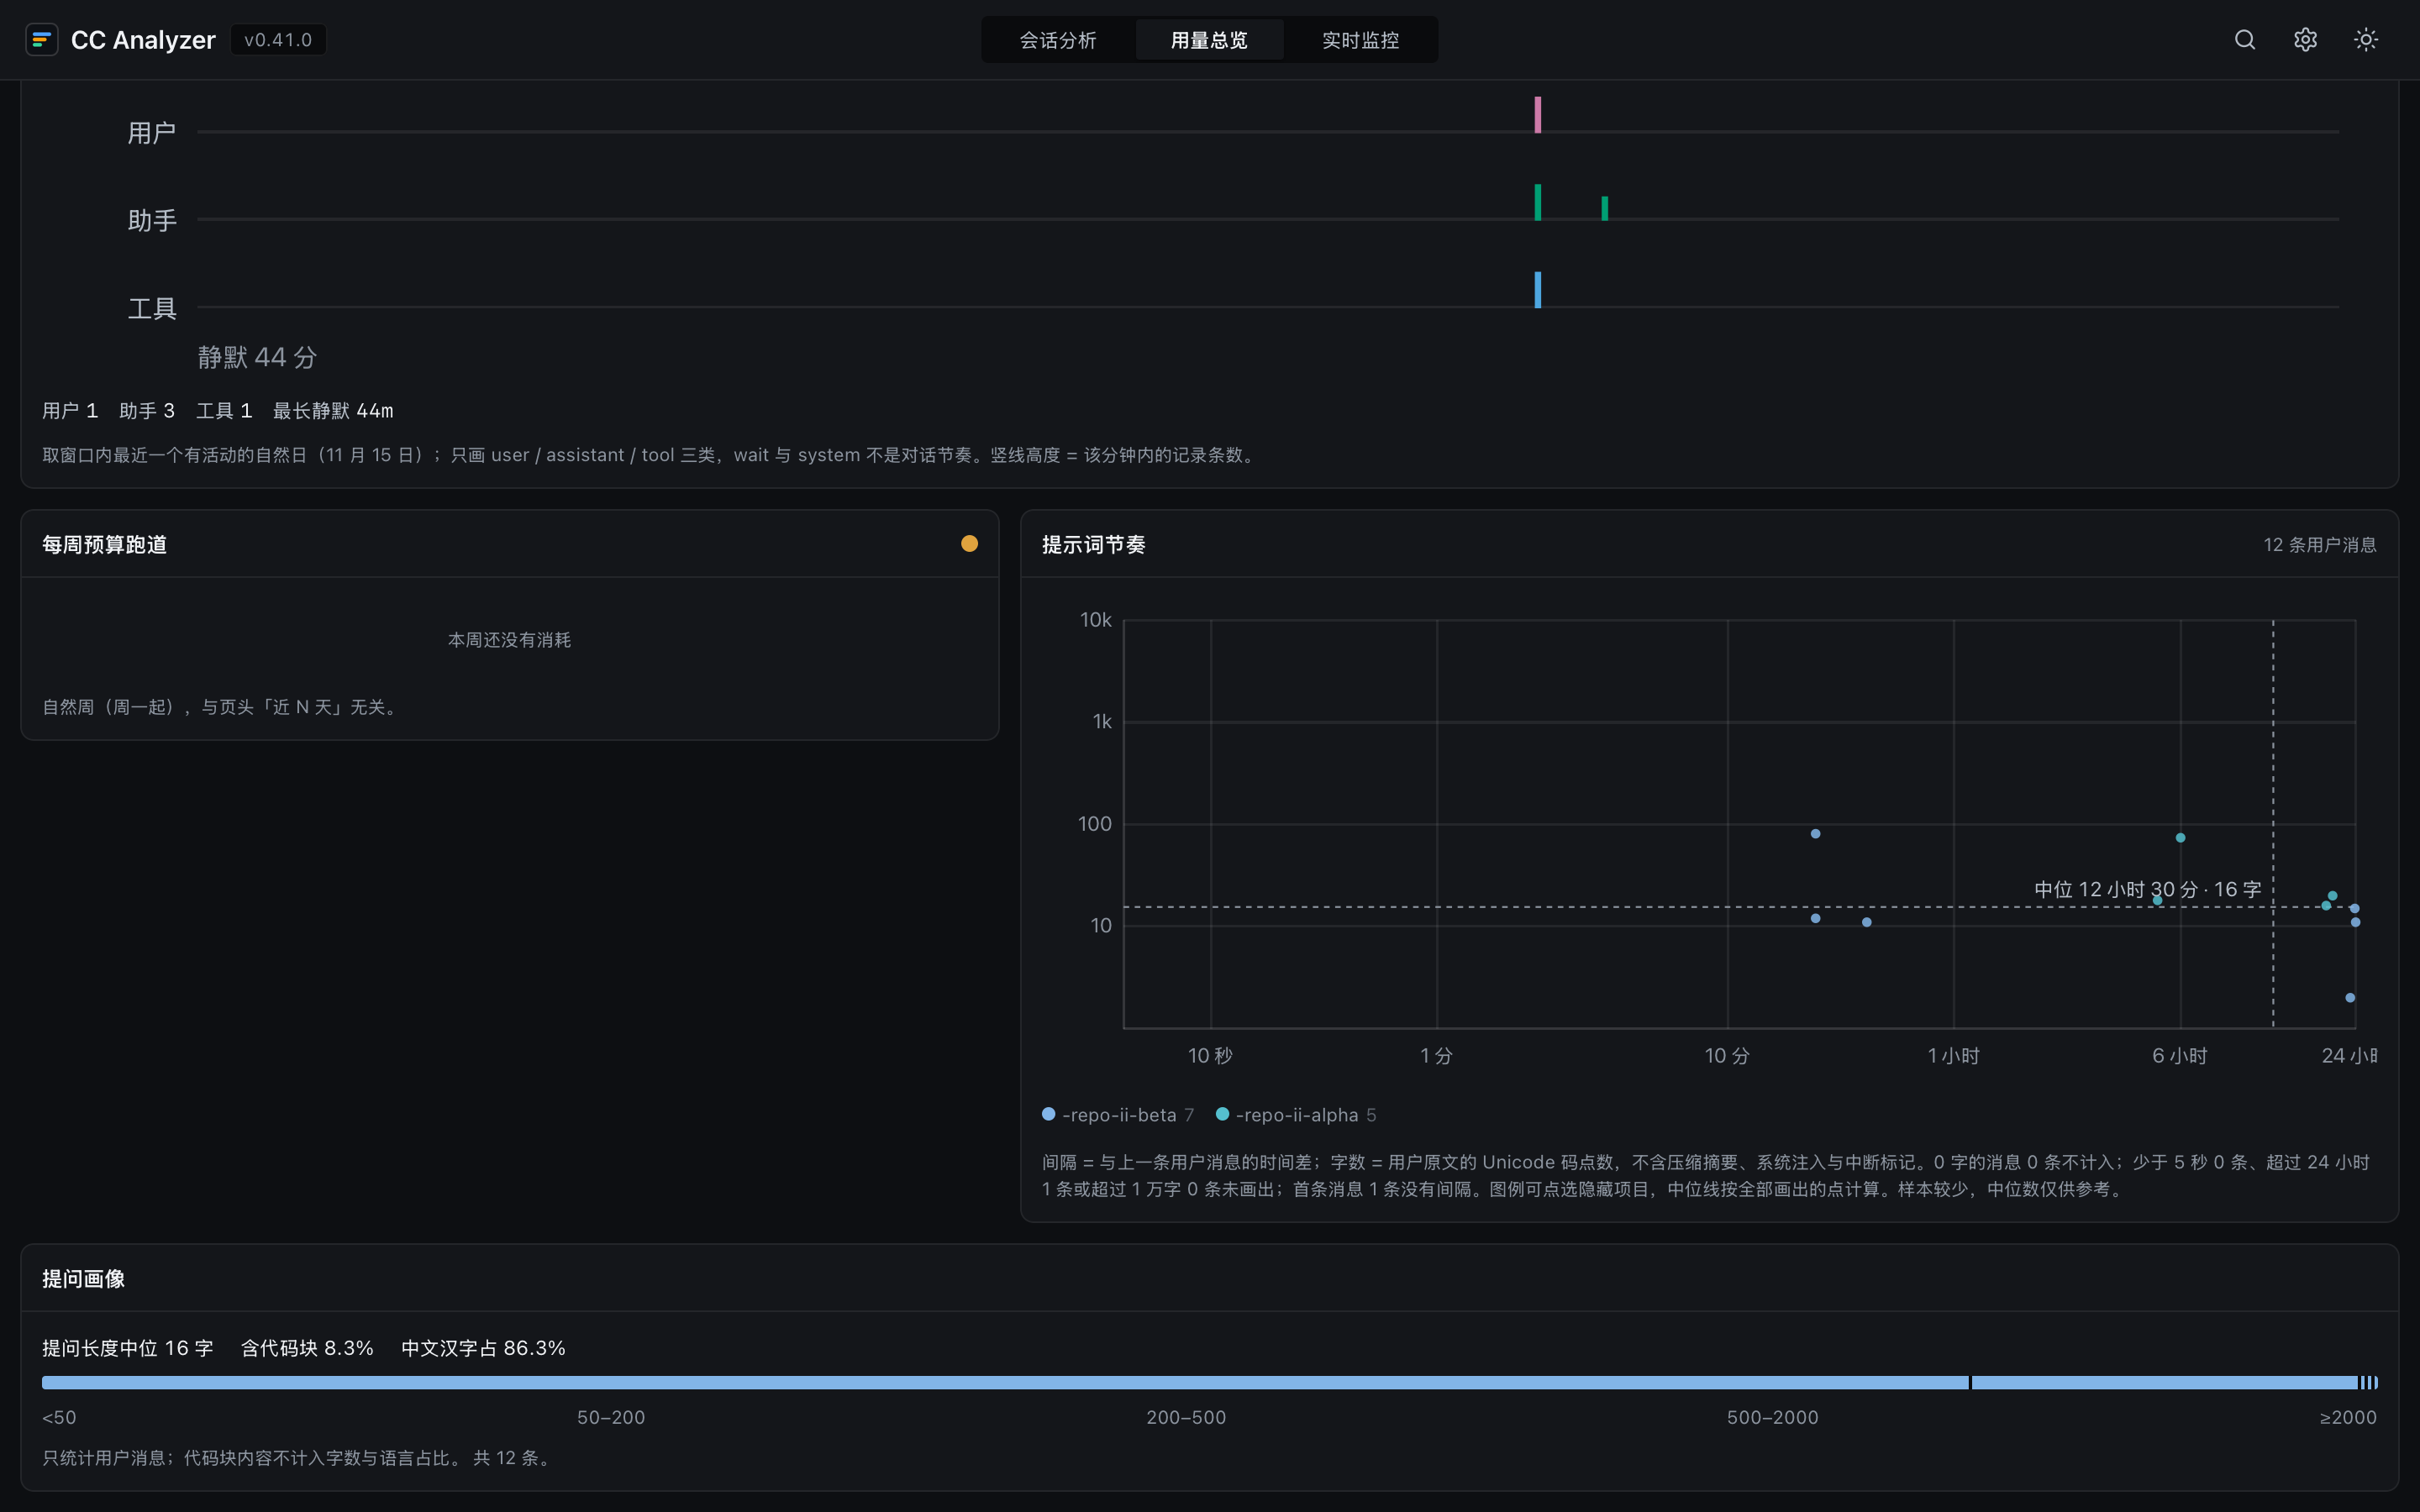 CC Analyzer v0.41.0 会话分析 用量总览 实时监控
用户
助手
工具
静默 44 分
用户 1 助手 3 工具 1 最长静默 44m
取窗口内最近一个有活动的自然日（11 月 15 日）；只画 user / assistant / tool 三类，wait 与 system 不是对话节奏。竖线高度 = 该分钟内的记录条数。
每周预算跑道
本周还没有消耗
自然周（周一起），与页头「近 N 天」无关。
提示词节奏 12 条用户消息
10k
1k
100
中位 12 小时 30 分 · 16 字
10
10 秒 1 分 10 分 1 小时 6 小时 24 小
-repo-ii-beta 7 -repo-ii-alpha 5
间隔 = 与上一条用户消息的时间差；字数 = 用户原文的 Unicode 码点数，不含压缩摘要、系统注入与中断标记。0 字的消息 0 条不计入；少于 5 秒 0 条、超过 24 小时
1 条或超过 1 万字 0 条未画出；首条消息 1 条没有间隔。图例可点选隐藏项目，中位线按全部画出的点计算。样本较少，中位数仅供参考。
提问画像
提问长度中位 16 字 含代码块 8.3% 中文汉字占 86.3%
<50 50–200 200–500 500–2000 ≥2000
只统计用户消息；代码块内容不计入字数与语言占比。 共 12 条。